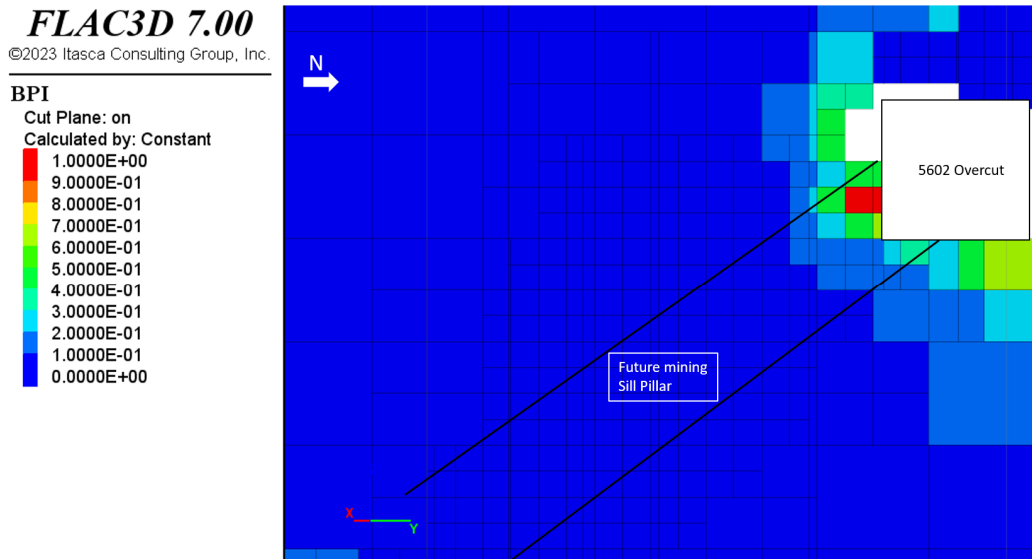 FLAC3D 7.00
©2023 Itasca Consulting Group, Inc.
BPI
Cut Plane: on
Calculated by: Constant
1.0000E+00
9.0000E-01
8.0000E-01
7.0000E-01
6.0000E-01
5.0000E-01
4.0000E-01
3.0000E-01
2.0000E-01
1.0000E-01
0.0000E+00
N
5602 Overcut
Future mining
Sill Pillar
X
Y